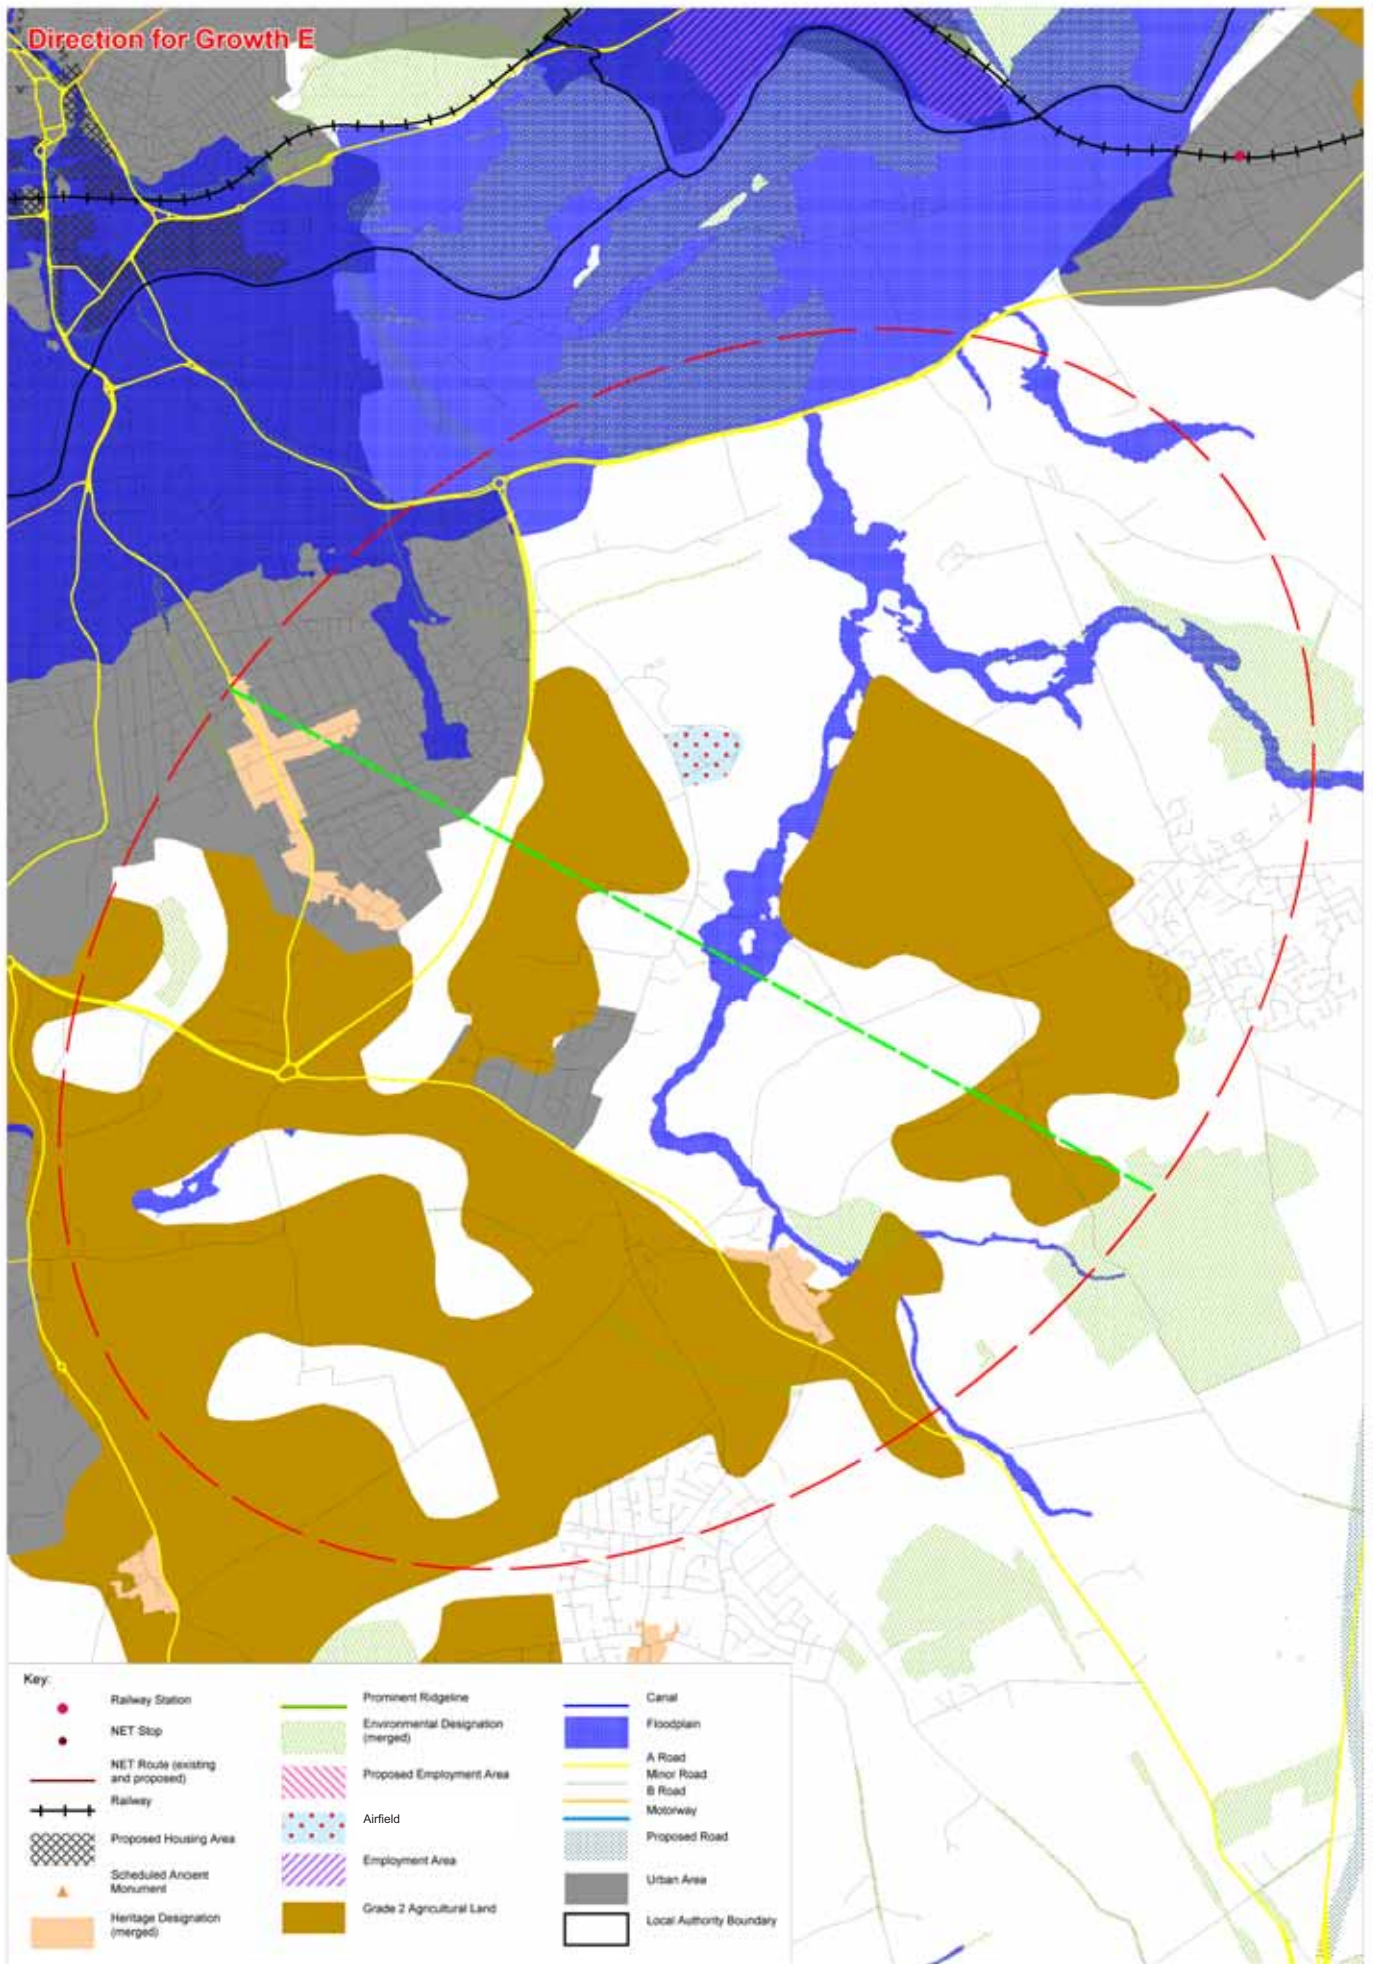 Direction for Growth E
Key:
Railway Station
NET Stop
NET Route (existing
and proposed)
Railway
Proposed Housing Area
Scheduled Ancient
Monument
Heritage Designation
(merged)
Prominent Ridgeline
Environmental Designation
(merged)
Proposed Employment Area
Airfield
Employment Area
Grade 2 Agricultural Land
Canal
Floodplain
A Road
Minor Road
B Road
Motorway
Proposed Road
Urban Area
Local Authority Boundary